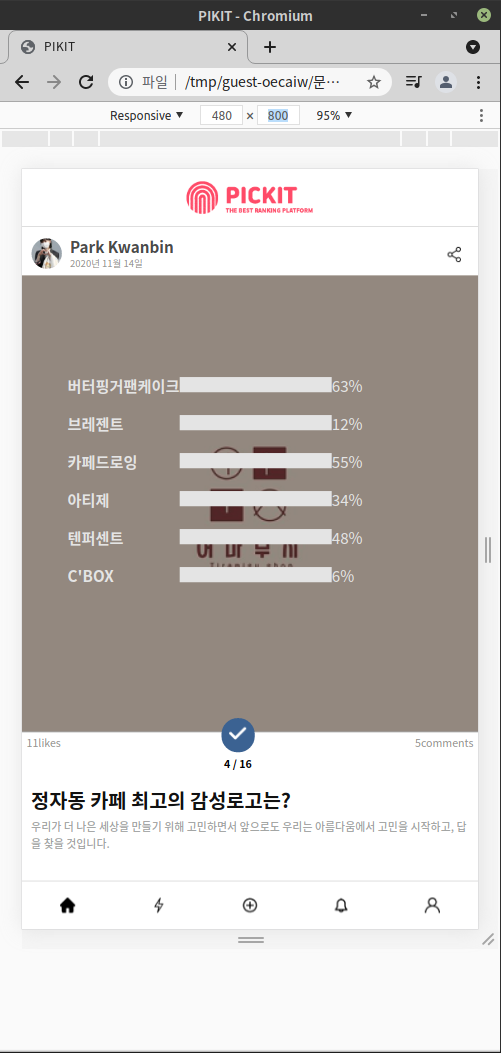 PIKIT - Chromium
PIKIT
파일 | /tmp/guest-oecaiw/문…
Responsive 480 × 800 95%
PICKIT
THE BEST RANKING PLATFORM
Park Kwanbin
2020년 11월 14일
버터핑거팬케이크 63%
브레젠트 12%
카페드로잉 55%
아티제 34%
텐퍼센트 48%
C'BOX 6%
Tiramisu shop
11likes 5comments
4 / 16
정자동 카페 최고의 감성로고는?
우리가 더 나은 세상을 만들기 위해 고민하면서 앞으로도 우리는 아름다움에서 고민을 시작하고, 답
을 찾을 것입니다.